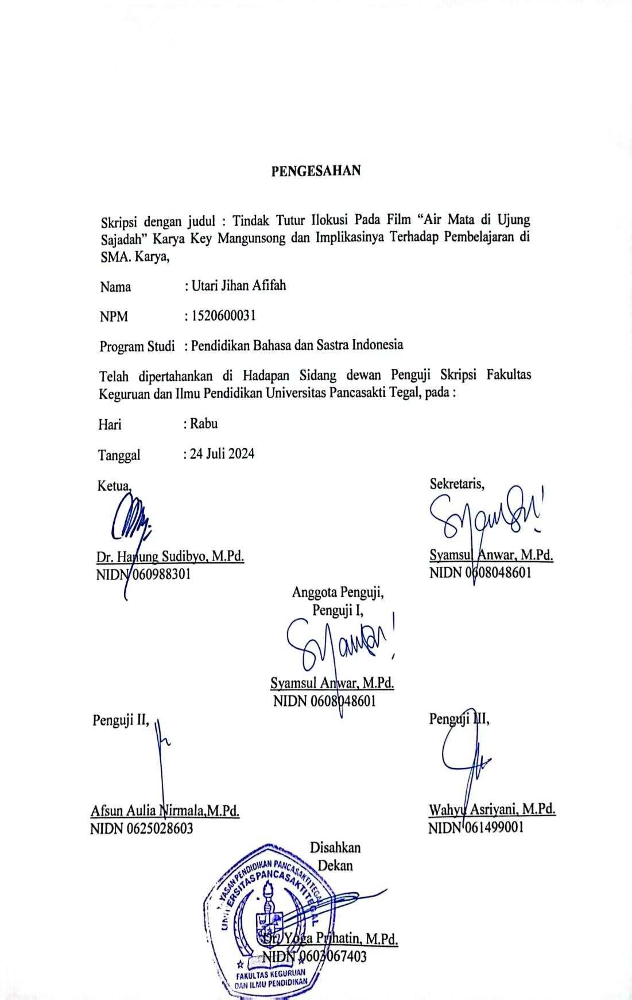 PENGESAHAN
Skripsi dengan judul : Tindak Tutur Ilokusi Pada Film “Air Mata di Ujung
Sajadah” Karya Key Mangunsong dan Implikasinya Terhadap Pembelajaran di
SMA. Karya,
Nama : Utari Jihan Afifah
NPM : 1520600031
Program Studi : Pendidikan Bahasa dan Sastra Indonesia
Telah dipertahankan di Hadapan Sidang dewan Penguji Skripsi Fakultas
Keguruan dan Ilmu Pendidikan Universitas Pancasakti Tegal, pada :
Hari : Rabu
Tanggal : 24 Juli 2024
Ketua,
Dr. Hanung Sudibyo, M.Pd.
NIDN 060988301
Sekretaris,
Syamsul Anwar, M.Pd.
NIDN 0608048601
Anggota Penguji,
Penguji I,
Syamsul Anwar, M.Pd.
NIDN 0608048601
Penguji II,
Afsun Aulia Nirmala,M.Pd.
NIDN 0625028603
Penguji III,
Wahyu Asriyani, M.Pd.
NIDN 061499001
Disahkan
Dekan
YAYASAN PENDIDIKAN PANCASAKTI TEGAL
UNIVERSITAS PANCASAKTI TEGAL
Dr. Yoga Prihatin, M.Pd.
NIDN 0603067403
FAKULTAS KEGURUAN
DAN ILMU PENDIDIKAN